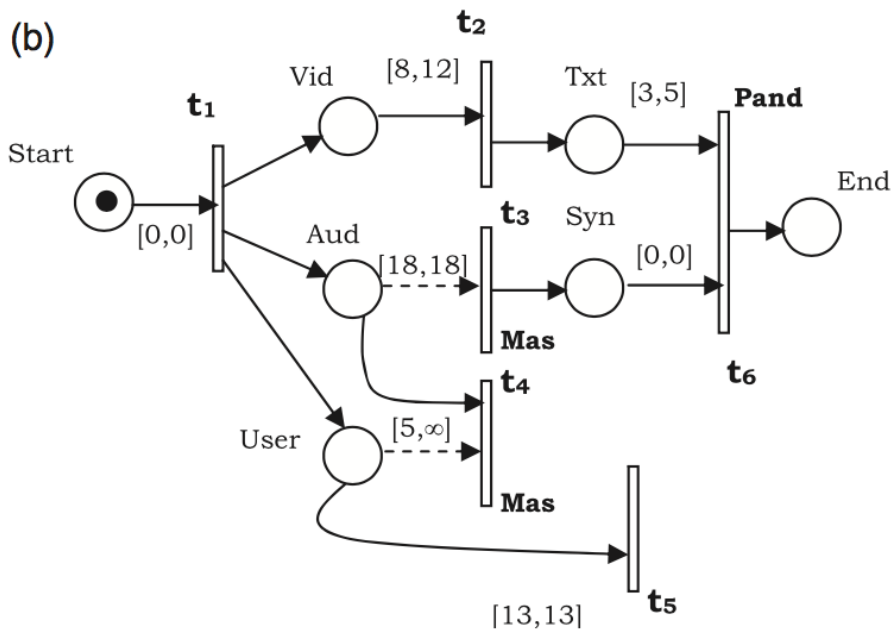 (b)
t₂
Vid
[8,12]
Txt
[3,5]
Pand
t₁
Start
End
[0,0]
Aud
t₃
Syn
[18,18]
[0,0]
Mas
t₄
t₆
User
[5,∞]
Mas
t₅
[13,13]